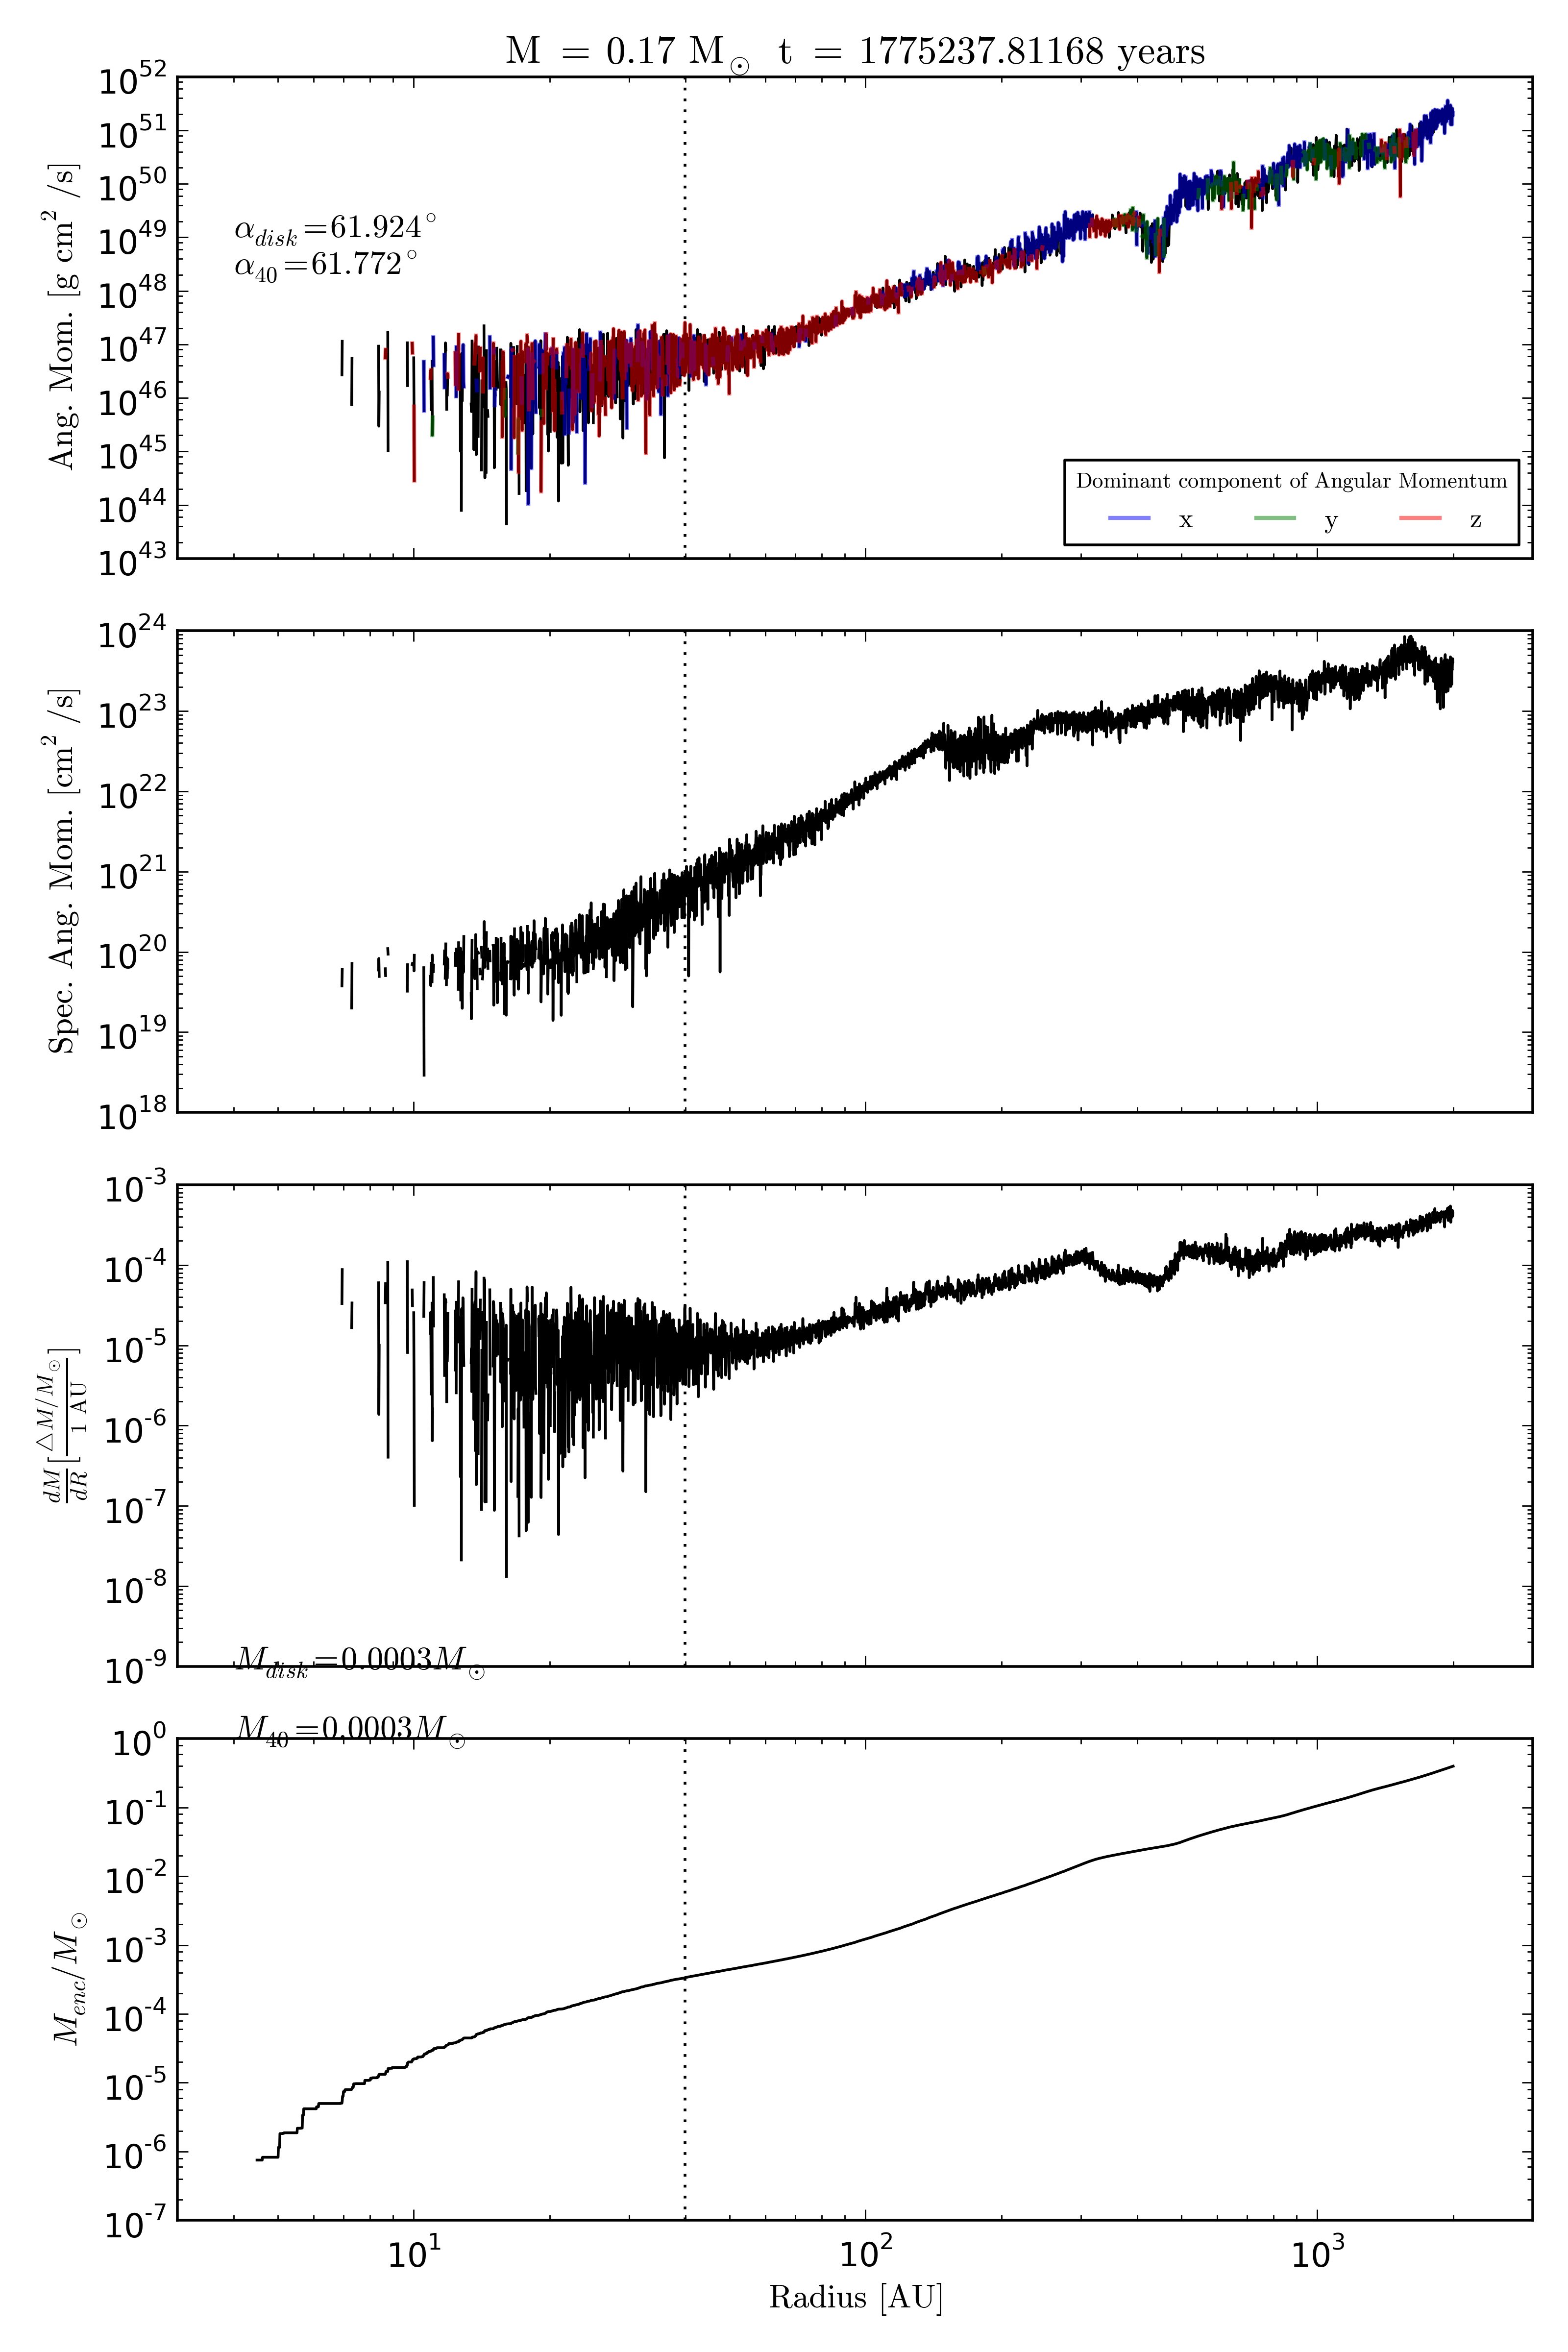 M = 0.17 M⊙ t = 1775237.81168 years
10^52
10^51
10^50
10^49
10^48
10^47
10^46
10^45
10^44
10^43
Ang. Mom. [g cm^2 /s]
α_disk=61.924°
α_40=61.772°
Dominant component of Angular Momentum
x y z
10^24
10^23
10^22
10^21
10^20
10^19
10^18
Spec. Ang. Mom. [cm^2 /s]
10^-3
10^-4
10^-5
10^-6
10^-7
10^-8
10^-9
dM/dR [△M/M⊙ / 1 AU]
M_disk=0.0003M⊙
M_40=0.0003M⊙
10^0
10^-1
10^-2
10^-3
10^-4
10^-5
10^-6
10^-7
M_enc/M⊙
10^1 10^2 10^3
Radius [AU]